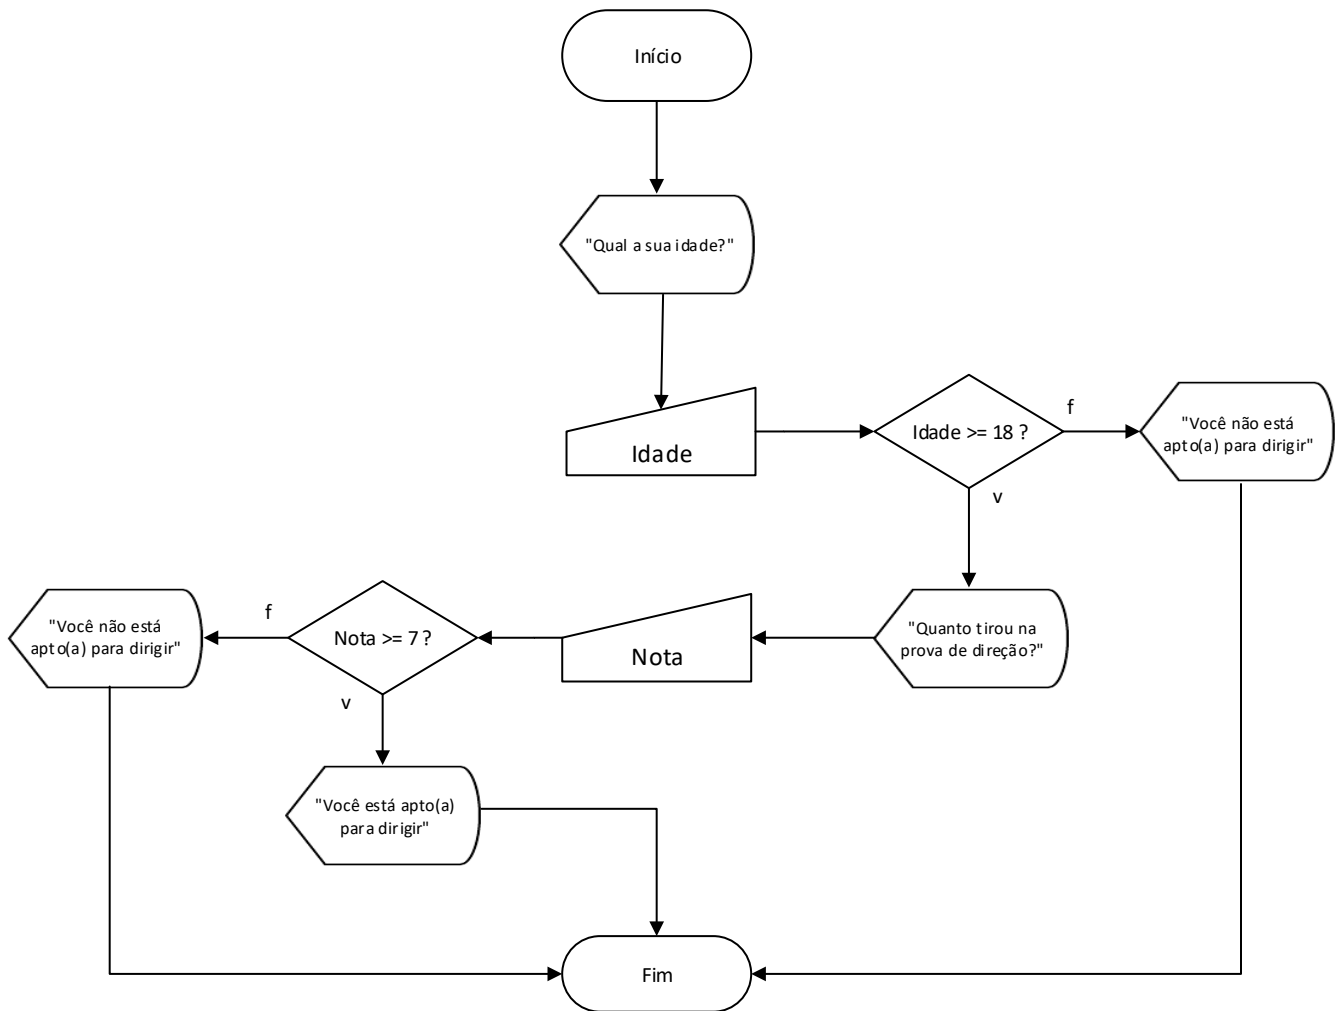 Início
"Qual a sua idade?"
Idade
Idade >= 18 ?
f
"Você não está
apto(a) para dirigir"
v
"Quanto tirou na
prova de direção?"
Nota
Nota >= 7 ?
f
"Você não está
apto(a) para dirigir"
v
"Você está apto(a)
para dirigir"
Fim